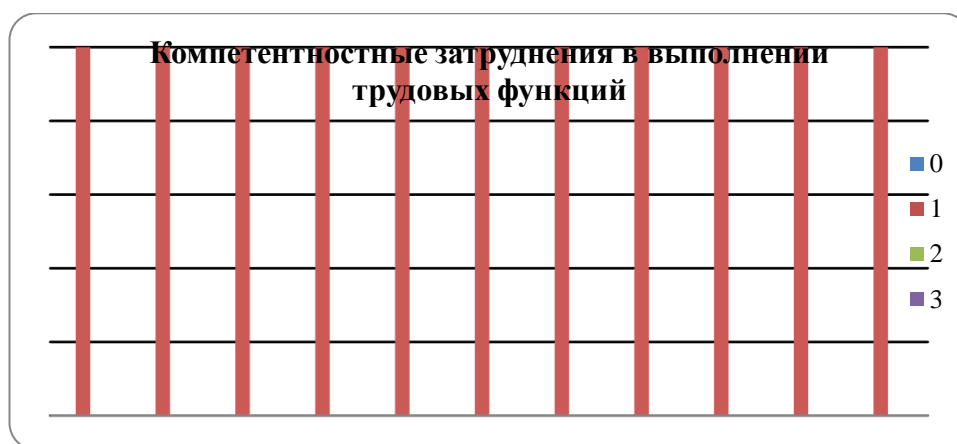 Компетентностные затруднения в выполнении
трудовых функций
0
1
2
3